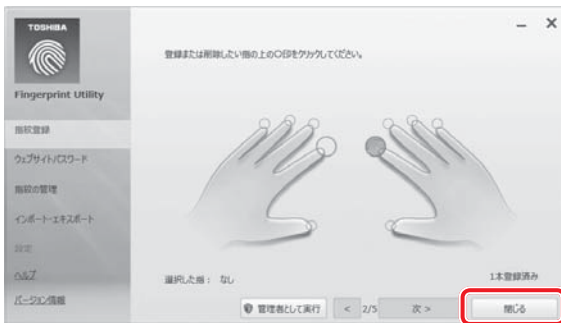 TOSHIBA
Fingerprint Utility
指紋登録
ウェブサイト/パスワード
指紋の管理
インポート・エキスポート
設定
ヘルプ
バージョン情報
登録または削除したい指の上の〇印をクリックしてください。
選択した指： なし
1本登録済み
管理者として実行
<
2/5
次 >
閉じる